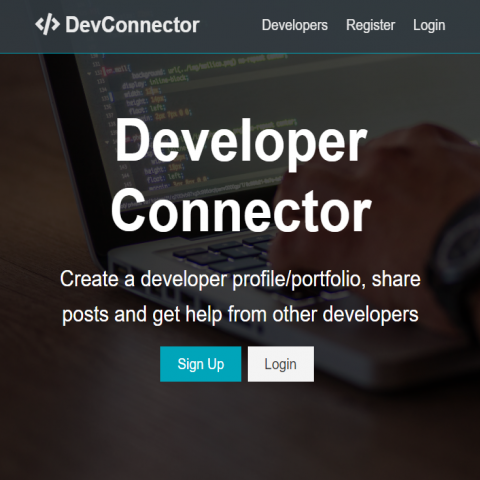 </> DevConnector Developers Register Login
Developer
Connector
Create a developer profile/portfolio, share
posts and get help from other developers
Sign Up Login